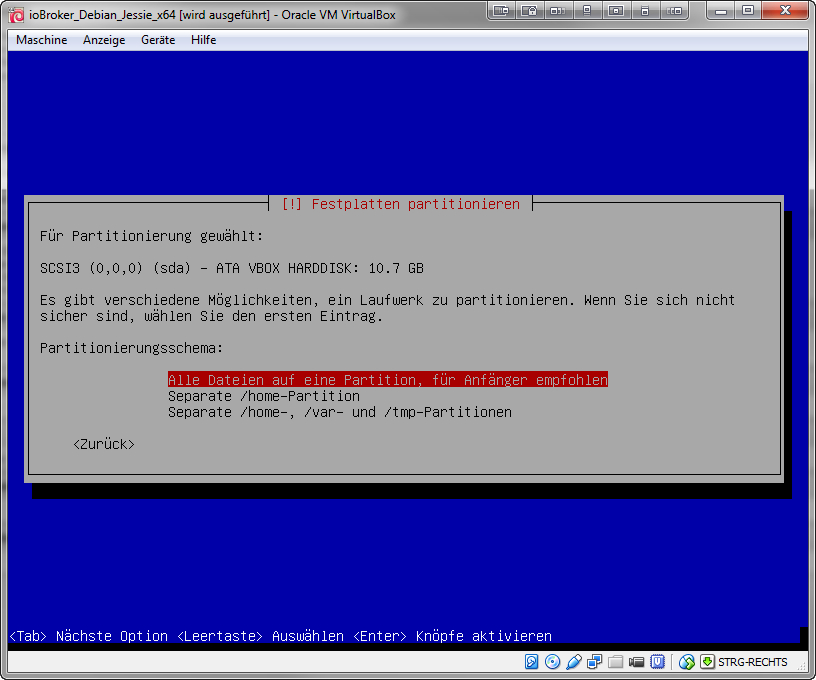 ioBroker_Debian_Jessie_x64 [wird ausgeführt] - Oracle VM VirtualBox
Maschine Anzeige Geräte Hilfe
[!] Festplatten partitionieren
Für Partitionierung gewählt:
SCSI3 (0,0,0) (sda) - ATA VBOX HARDDISK: 10.7 GB
Es gibt verschiedene Möglichkeiten, ein Laufwerk zu partitionieren. Wenn Sie sich nicht
sicher sind, wählen Sie den ersten Eintrag.
Partitionierungsschema:
Alle Dateien auf eine Partition, für Anfänger empfohlen
Separate /home-Partition
Separate /home-, /var- und /tmp-Partitionen
<Zurück>
<Tab> Nächste Option <Leertaste> Auswählen <Enter> Knöpfe aktivieren
STRG-RECHTS